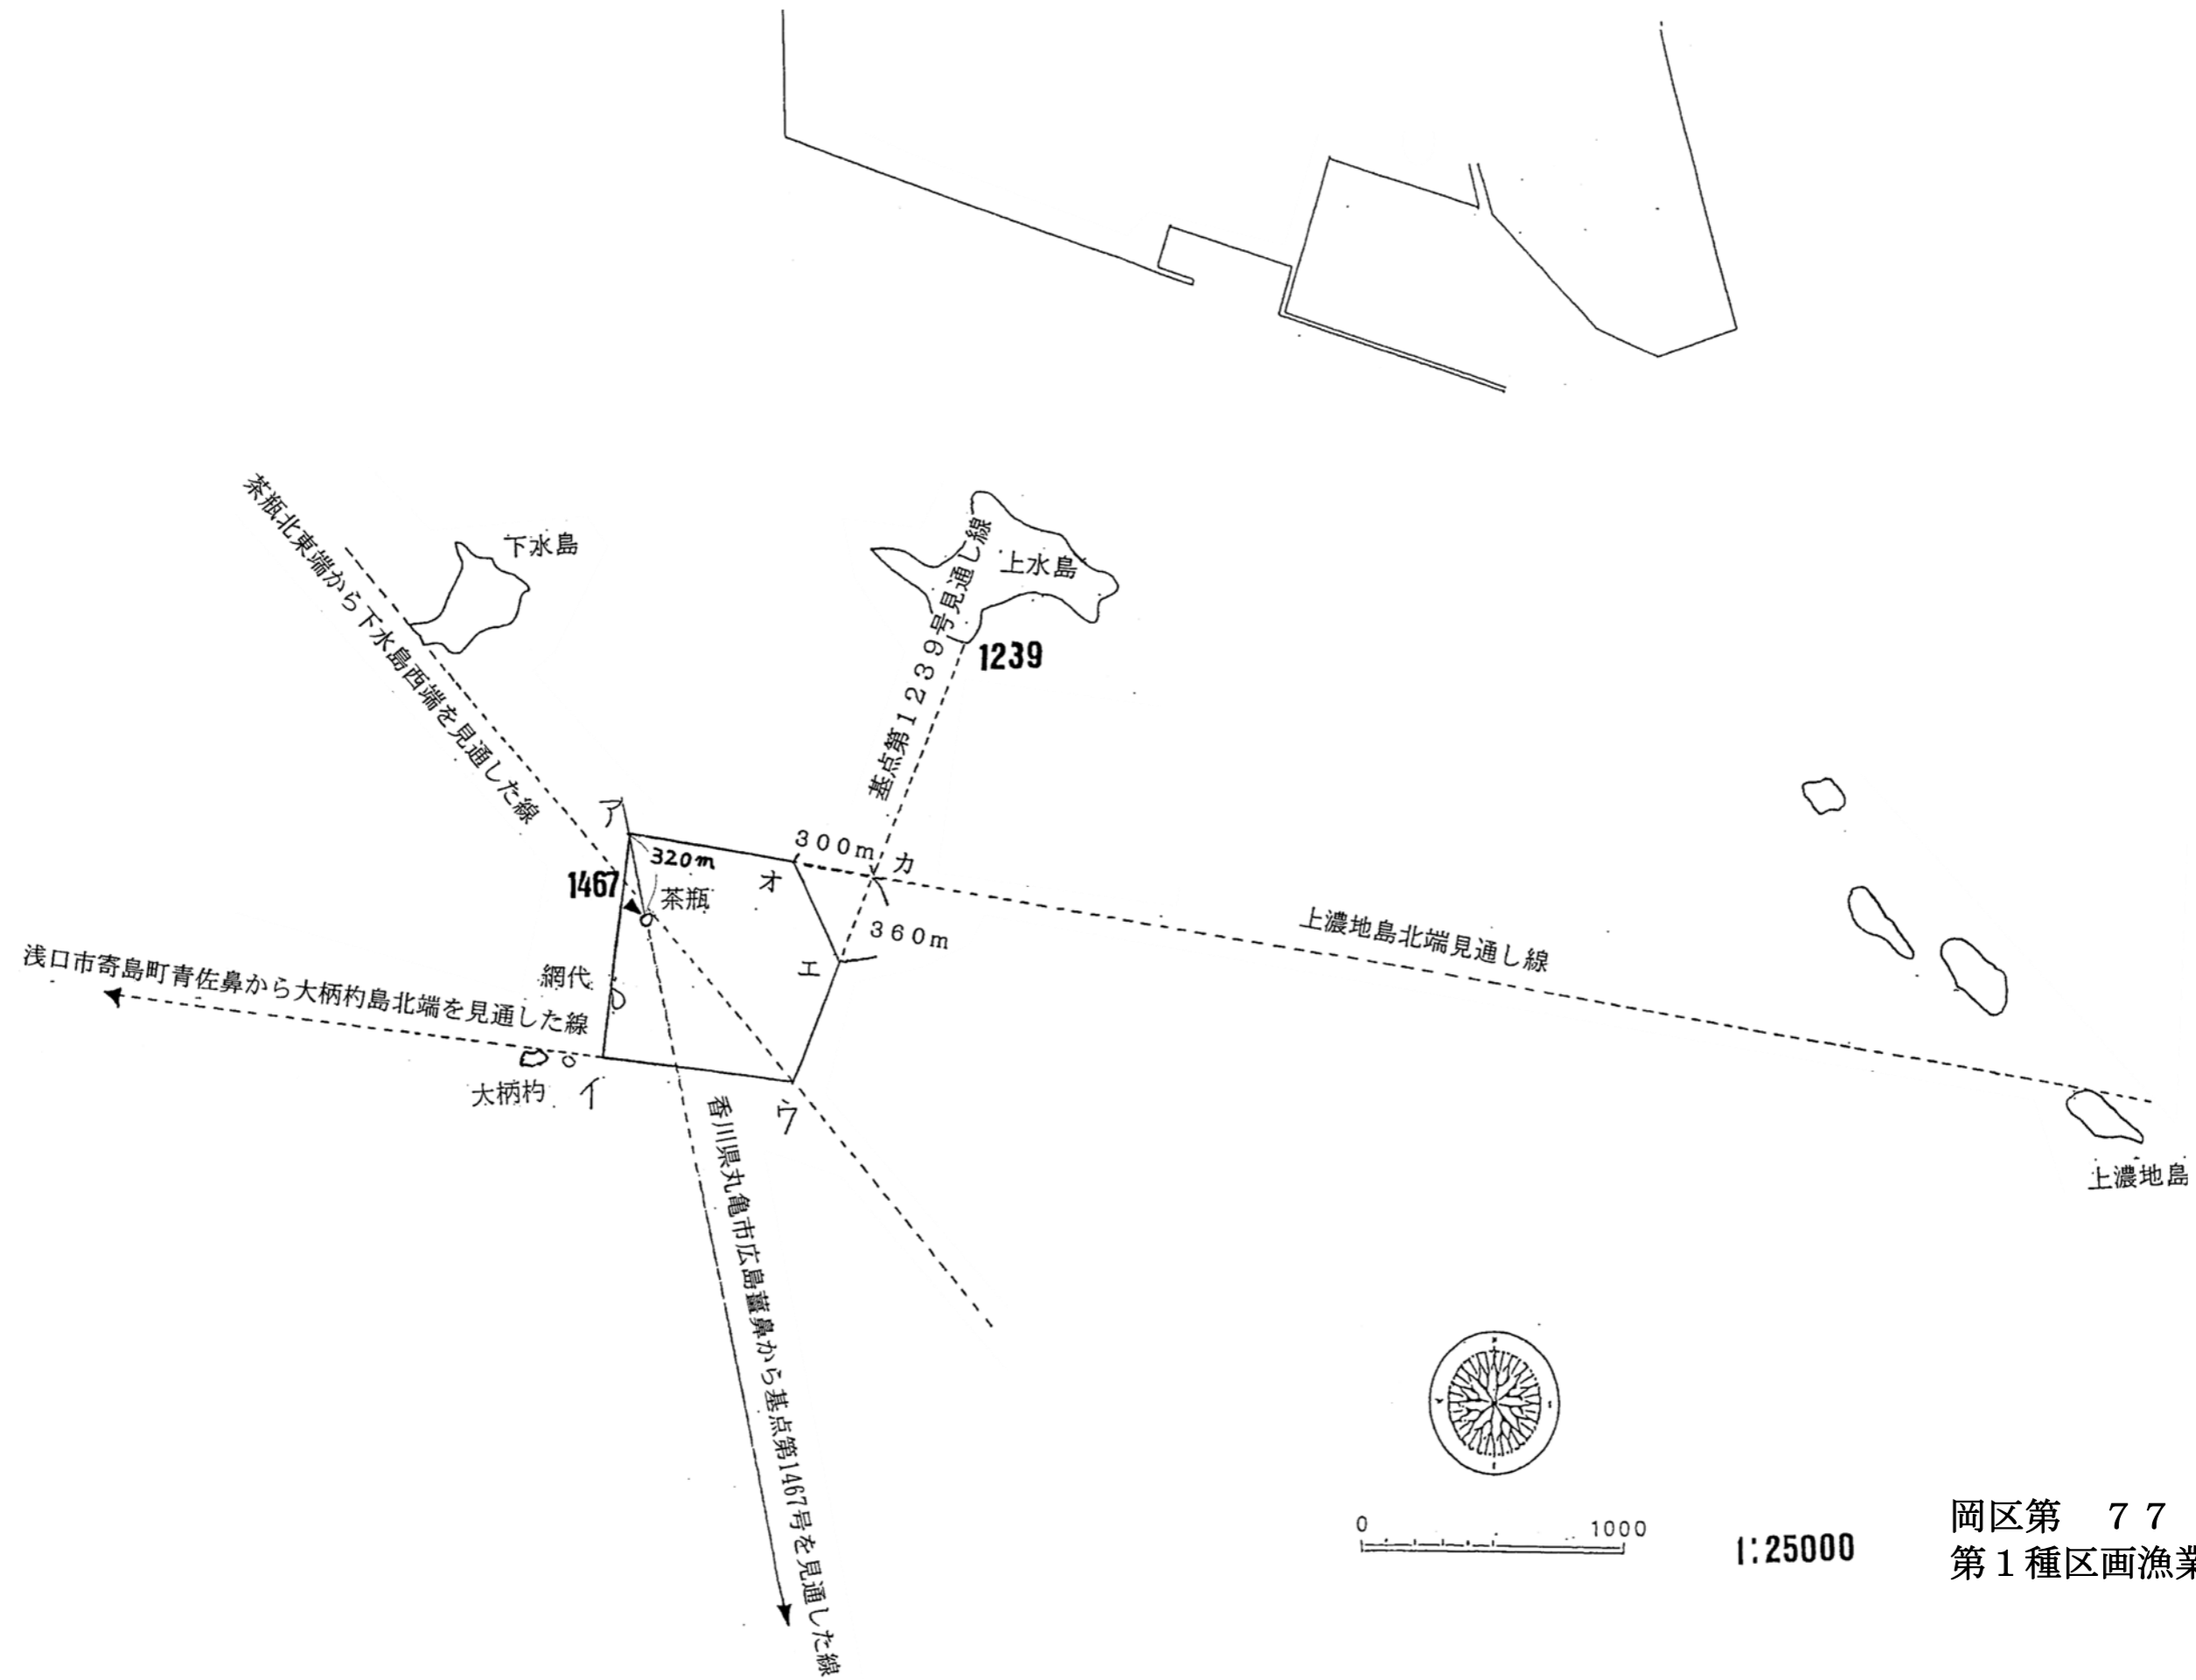 茶瓶北東端から下水島西端を見通した線
下水島
基点第１２３９号見通し線
上水島
1239
ア
320m
300m
カ
1467
茶瓶
オ
360m
エ
上濃地島北端見通し線
浅口市寄島町青佐鼻から大柄杓島北端を見通した線
網代
大柄杓
イ
ウ
上濃地島
香川県丸亀市広島薑鼻から基点第1467号を見通した線
0
1000
1:25000
岡区第　７７
第１種区画漁業